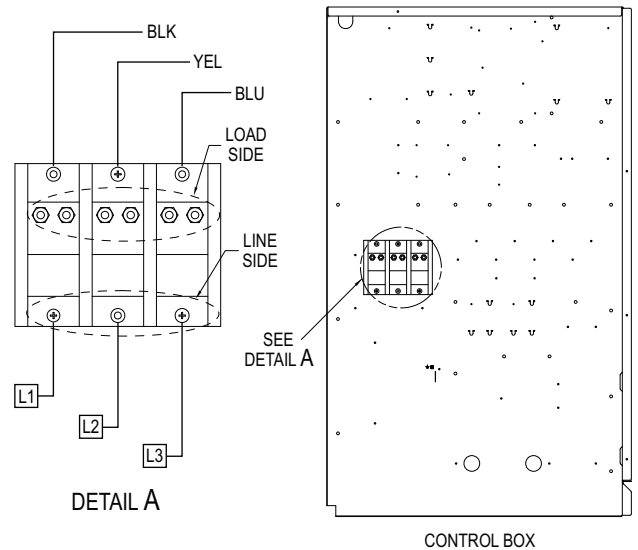 BLK
YEL
BLU
LOAD
SIDE
LINE
SIDE
L1
L2
L3
DETAIL A
SEE
DETAIL A
CONTROL BOX